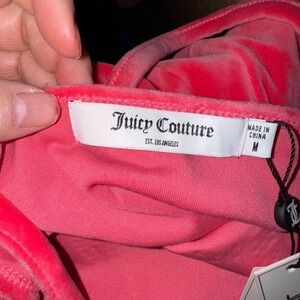 Juicy Couture
EST. LOS ANGELES
MADE IN
CHINA
M